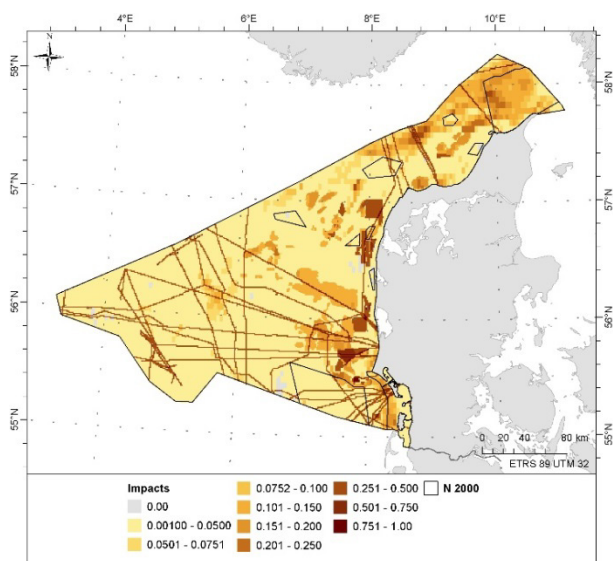 4°E 6°E 8°E 10°E
N
58°N 58°N
57°N 57°N
56°N 56°N
55°N 55°N
0 20 40 80 km
ETRS 89 UTM 32
4°E 6°E 8°E
Impacts
0.00
0.00100 - 0.0500
0.0501 - 0.0751
0.0752 - 0.100
0.101 - 0.150
0.151 - 0.200
0.201 - 0.250
0.251 - 0.500
0.501 - 0.750
0.751 - 1.00
N 2000